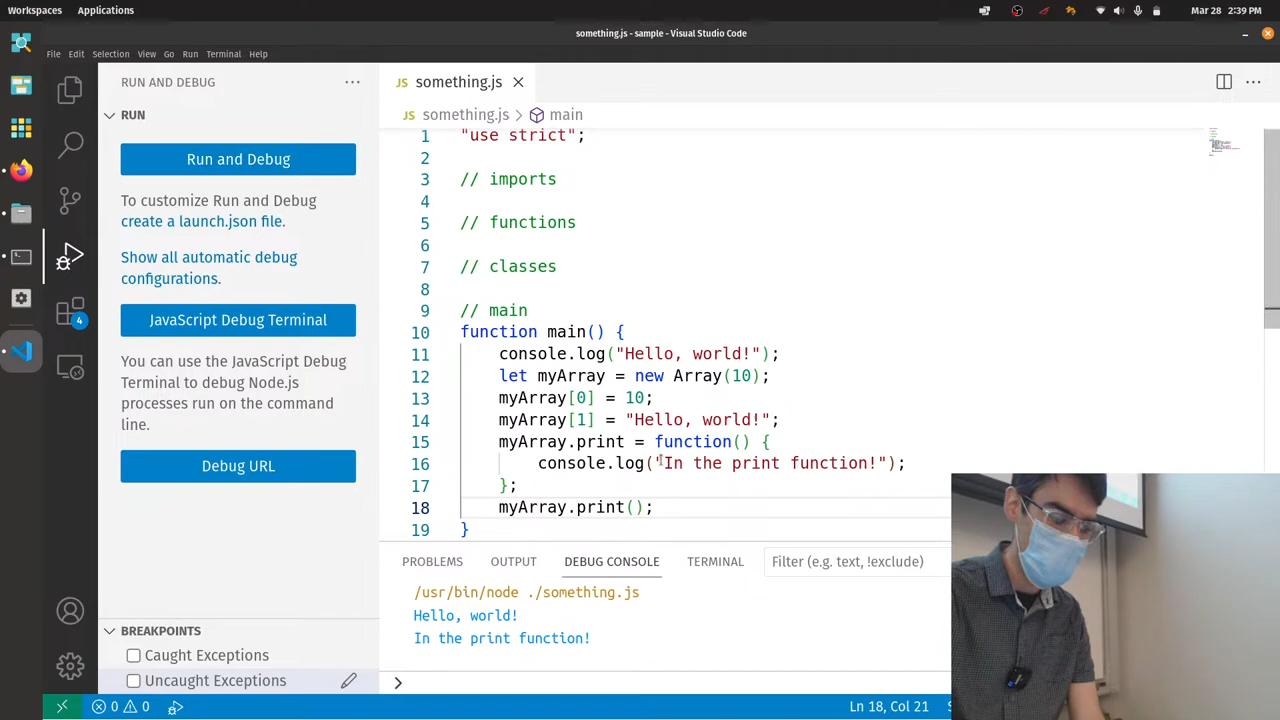 Workspaces Applications Mar 28 2:39 PM
something.js - sample - Visual Studio Code
File Edit Selection View Go Run Terminal Help
RUN AND DEBUG
RUN
Run and Debug
To customize Run and Debug
create a launch.json file.
Show all automatic debug
configurations.
JavaScript Debug Terminal
You can use the JavaScript Debug
Terminal to debug Node.js
processes run on the command
line.
Debug URL
BREAKPOINTS
Caught Exceptions
Uncaught Exceptions
4
JS something.js
JS something.js > main
1 "use strict";
2
3 // imports
4
5 // functions
6
7 // classes
8
9 // main
10 function main() {
11 console.log("Hello, world!");
12 let myArray = new Array(10);
13 myArray[0] = 10;
14 myArray[1] = "Hello, world!";
15 myArray.print = function() {
16 console.log("In the print function!");
17 };
18 myArray.print();
19 }
PROBLEMS OUTPUT DEBUG CONSOLE TERMINAL Filter (e.g. text, !exclude)
/usr/bin/node ./something.js
Hello, world!
In the print function!
>
0 0 Ln 18, Col 21